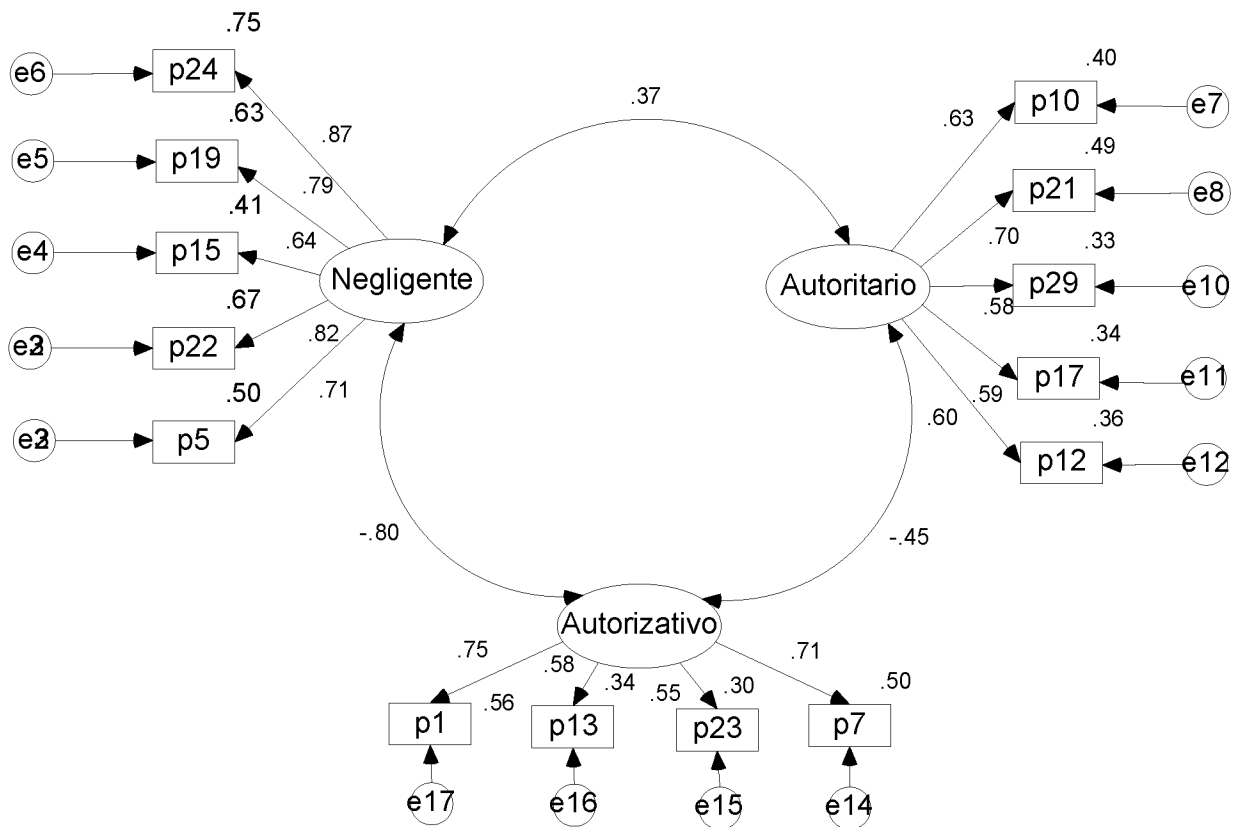 .75
e6
p24
.63
.87
e5
p19
.79
.41
e4
p15
.64
Negligente
.67
p22
.82
.50
.71
p5
.37
.40
.63
p10
e7
.49
p21
e8
.70
.33
Autoritario
p29
e10
.58
.34
p17
e11
.59
.36
.60
p12
e12
-.80
-.45
Autorizativo
.75
.58
.34
.55
.30
.71
.50
.56
p1
p13
p23
p7
e17
e16
e15
e14